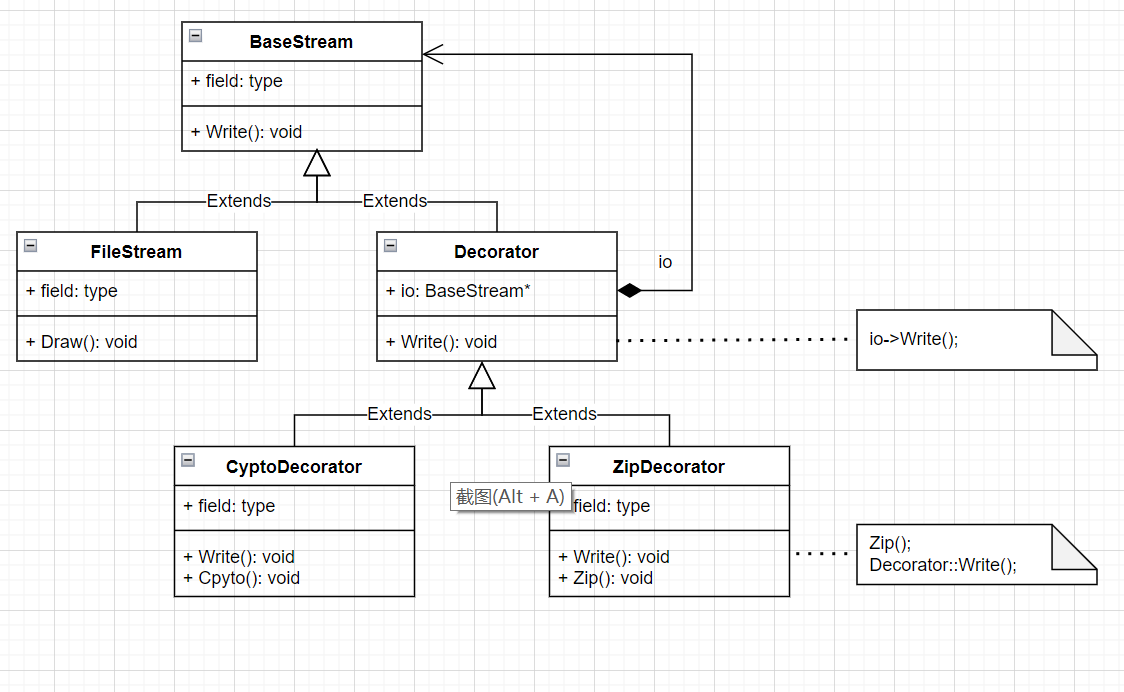 BaseStream
+ field: type
+ Write(): void
Extends
Extends
FileStream
+ field: type
+ Draw(): void
Decorator
+ io: BaseStream*
+ Write(): void
io
io->Write();
Extends
Extends
CyptoDecorator
+ field: type
+ Write(): void
+ Cpyto(): void
截图(Alt + A)
ZipDecorator
field: type
+ Write(): void
+ Zip(): void
Zip();
Decorator::Write();